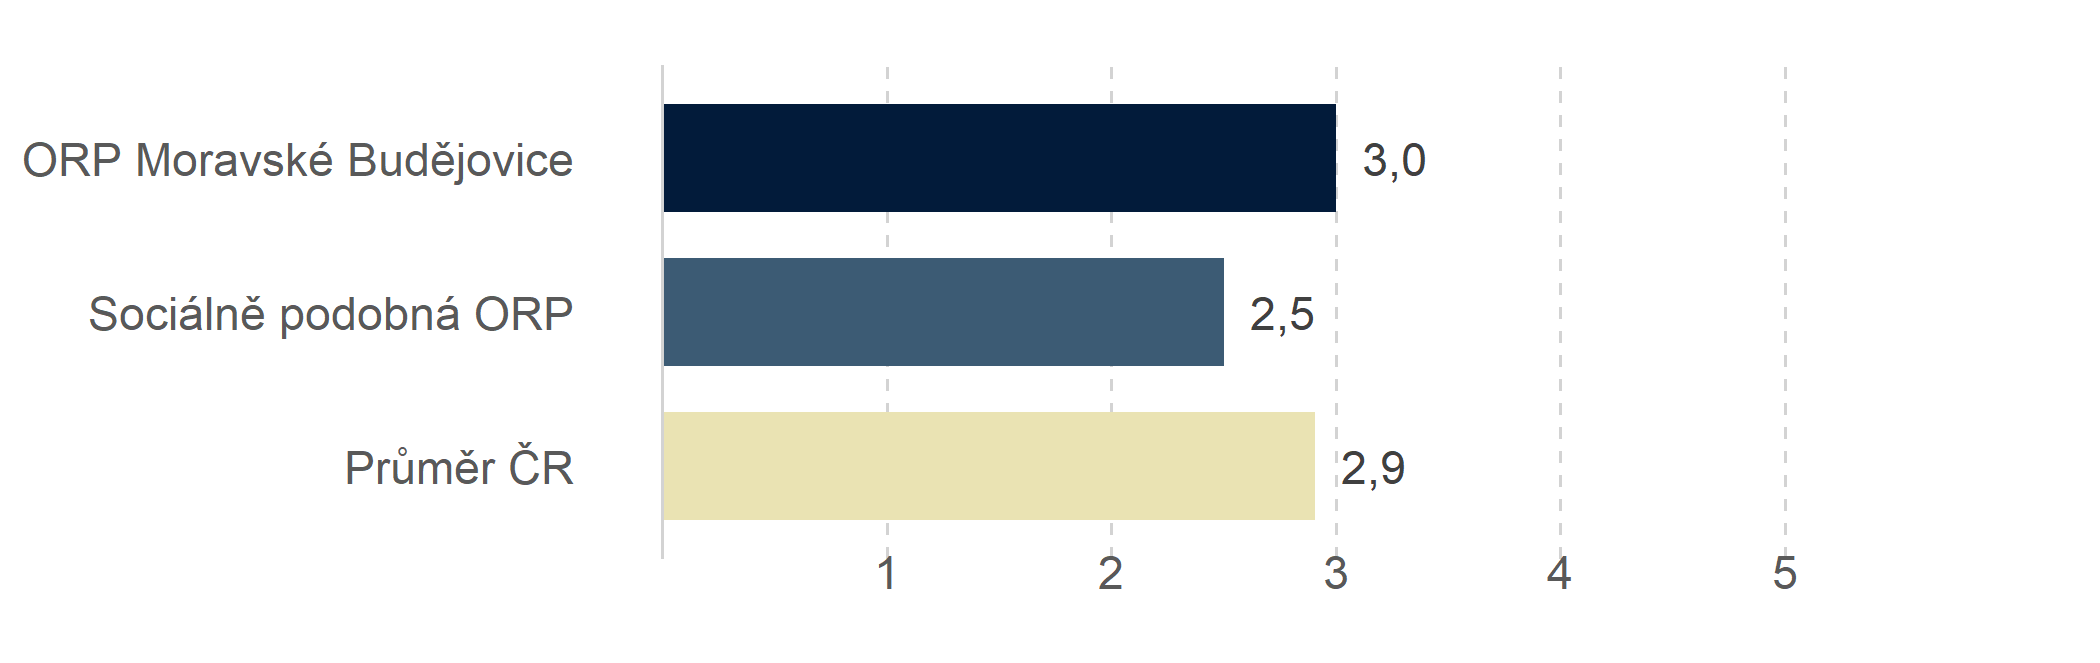 ORP Moravské Budějovice 3,0
Sociálně podobná ORP 2,5
Průměr ČR 2,9
1 2 3 4 5